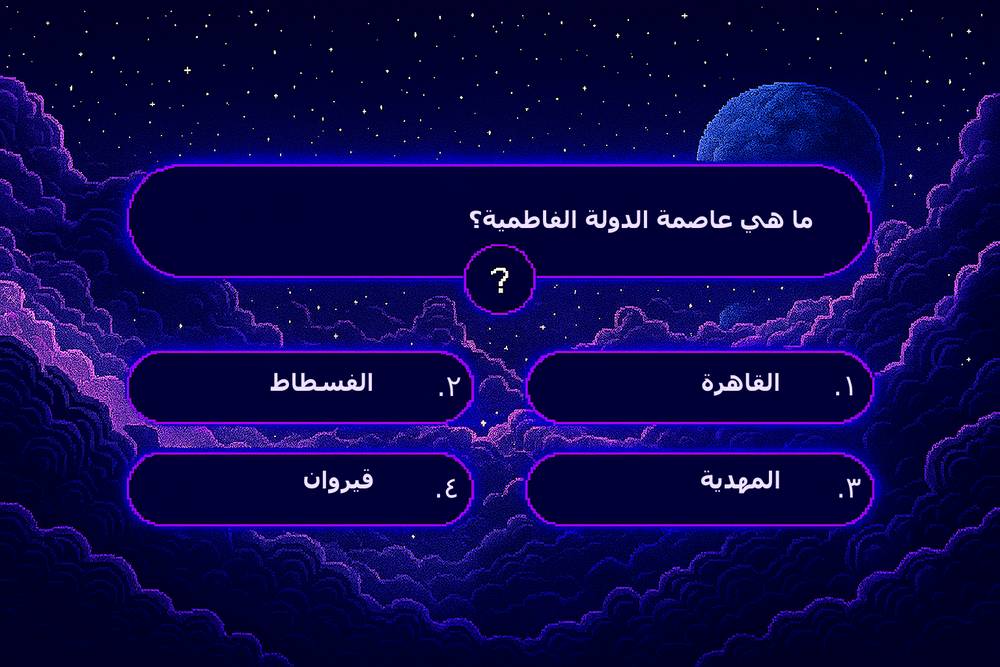 ما هي عاصمة الدولة الفاطمية؟
?
١. القاهرة
٢. الفسطاط
٣. المهدية
٤. قيروان